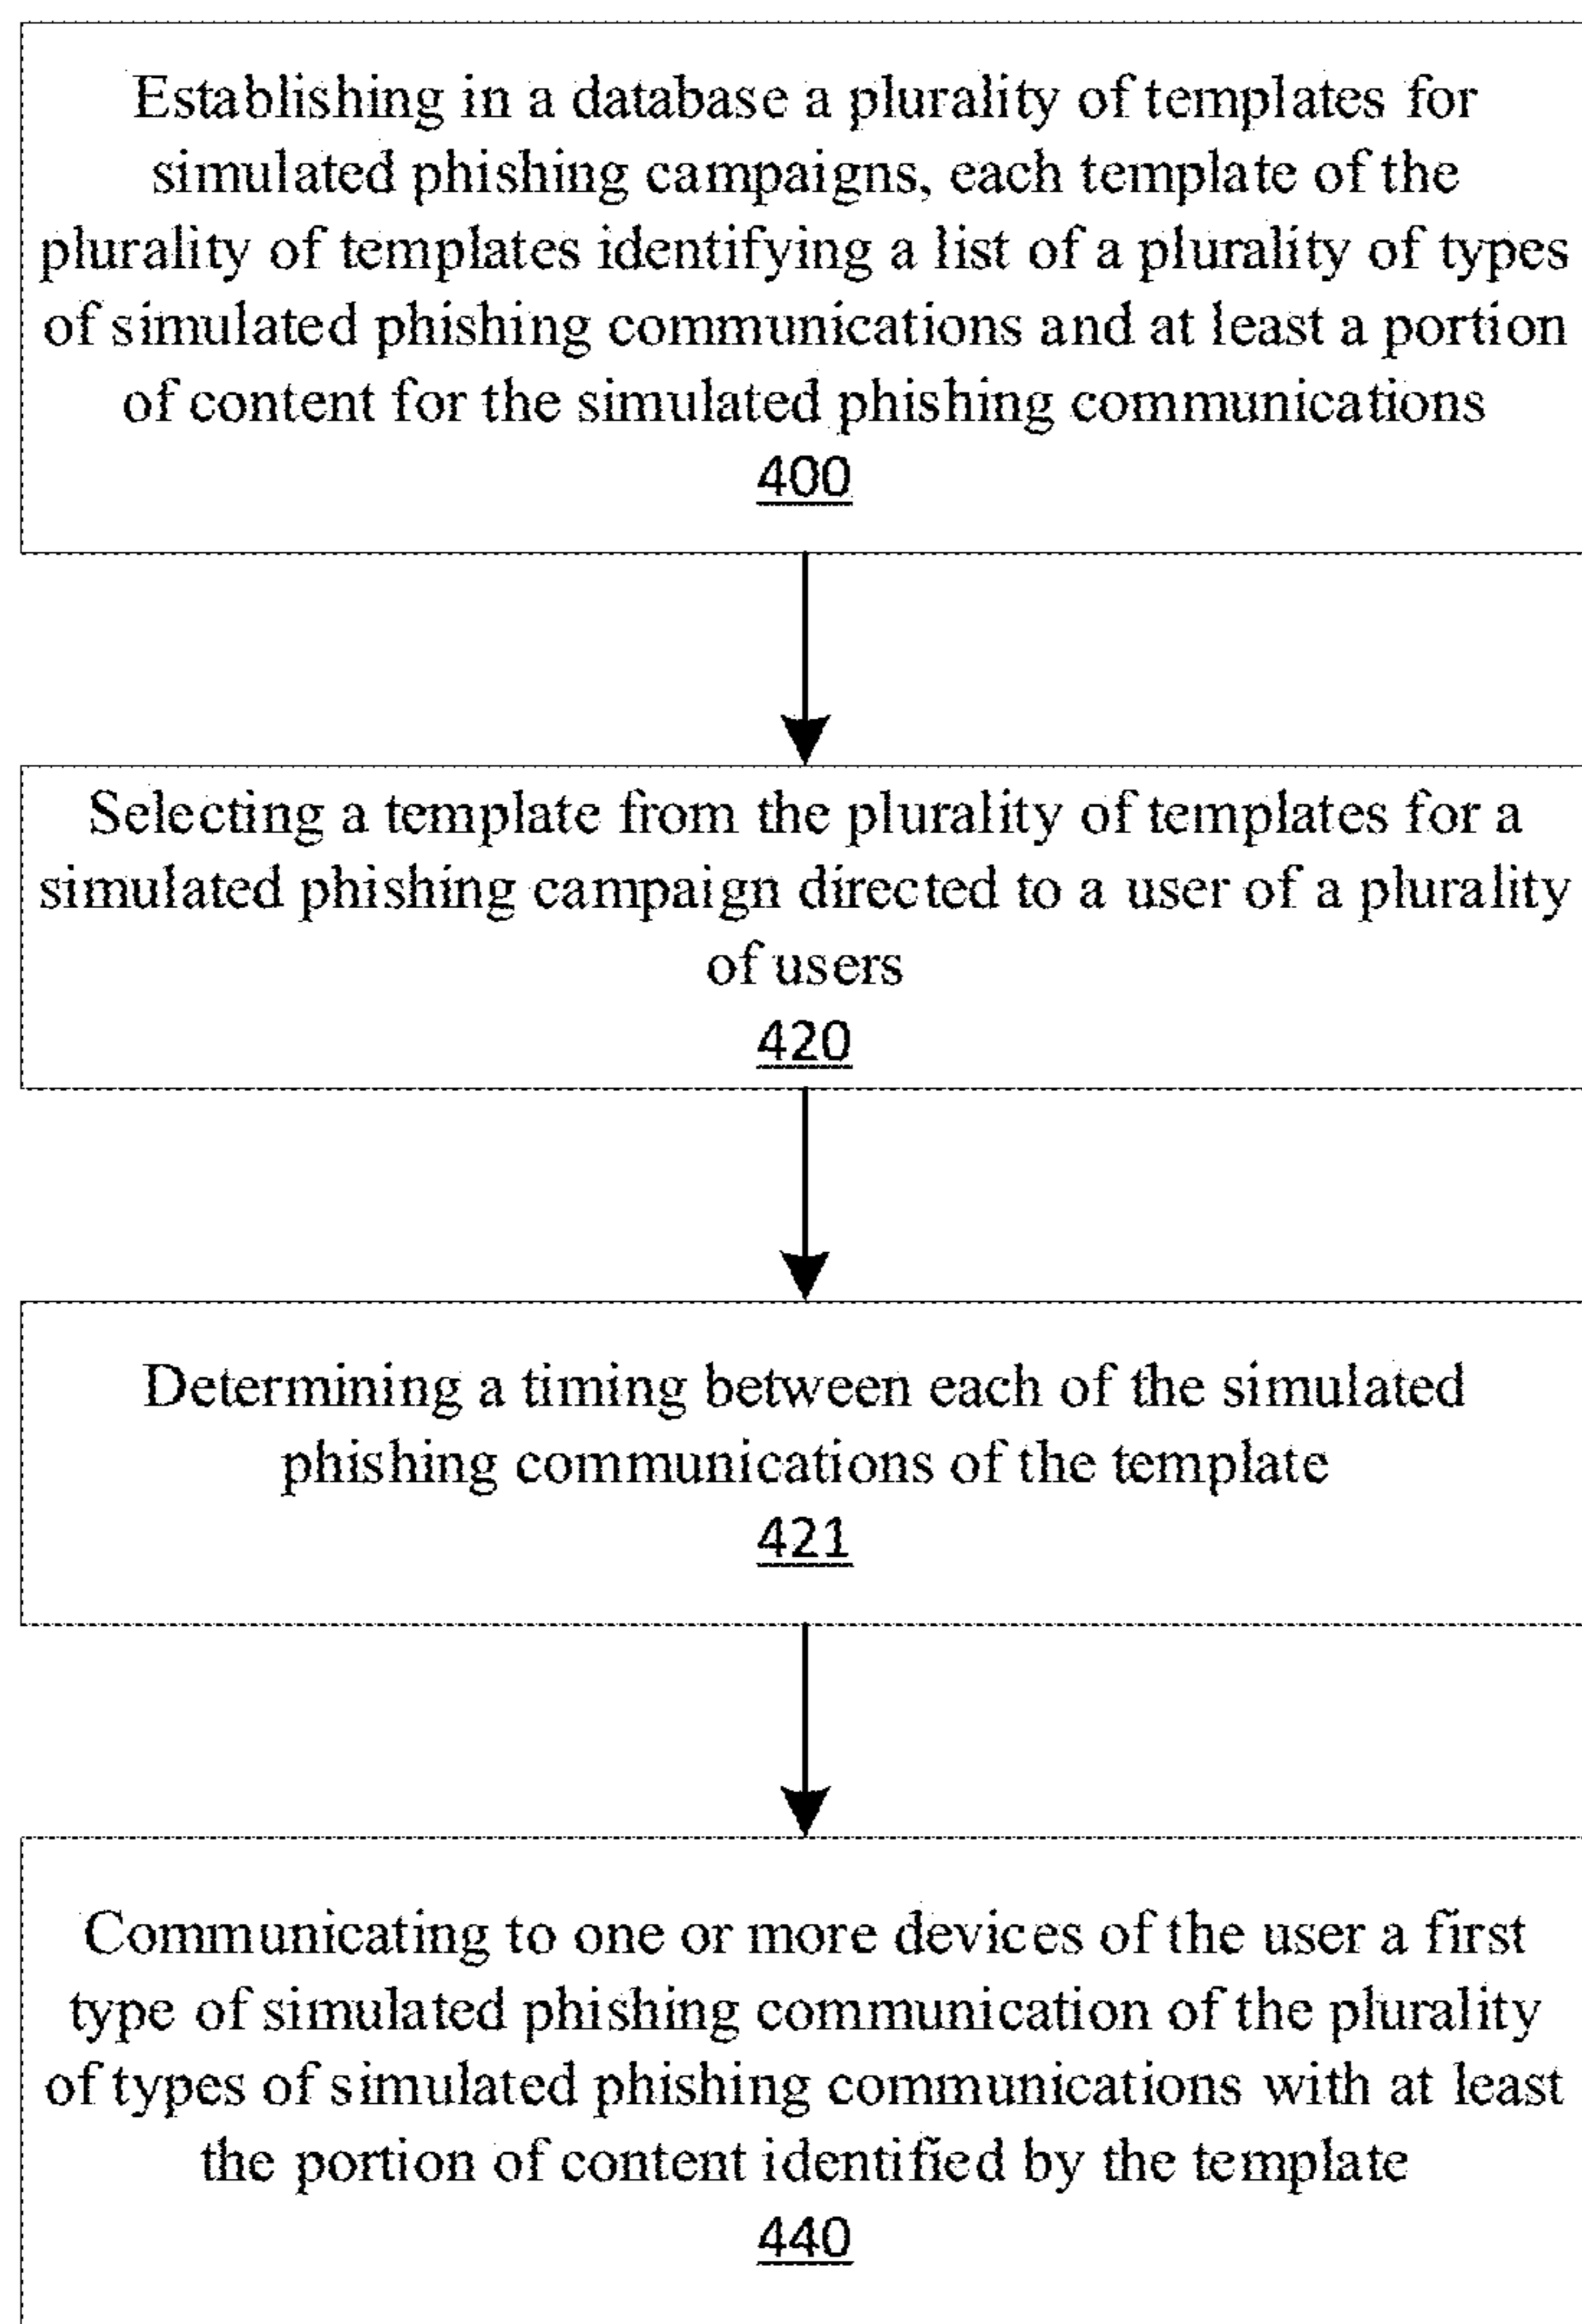 Establishing in a database a plurality of templates for
simulated phishing campaigns, each template of the
plurality of templates identifying a list of a plurality of types
of simulated phishing communications and at least a portion
of content for the simulated phishing communications
400
Selecting a template from the plurality of templates for a
simulated phishing campaign directed to a user of a plurality
of users
420
Determining a timing between each of the simulated
phishing communications of the template
421
Communicating to one or more devices of the user a first
type of simulated phishing communication of the plurality
of types of simulated phishing communications with at least
the portion of content identified by the template
440